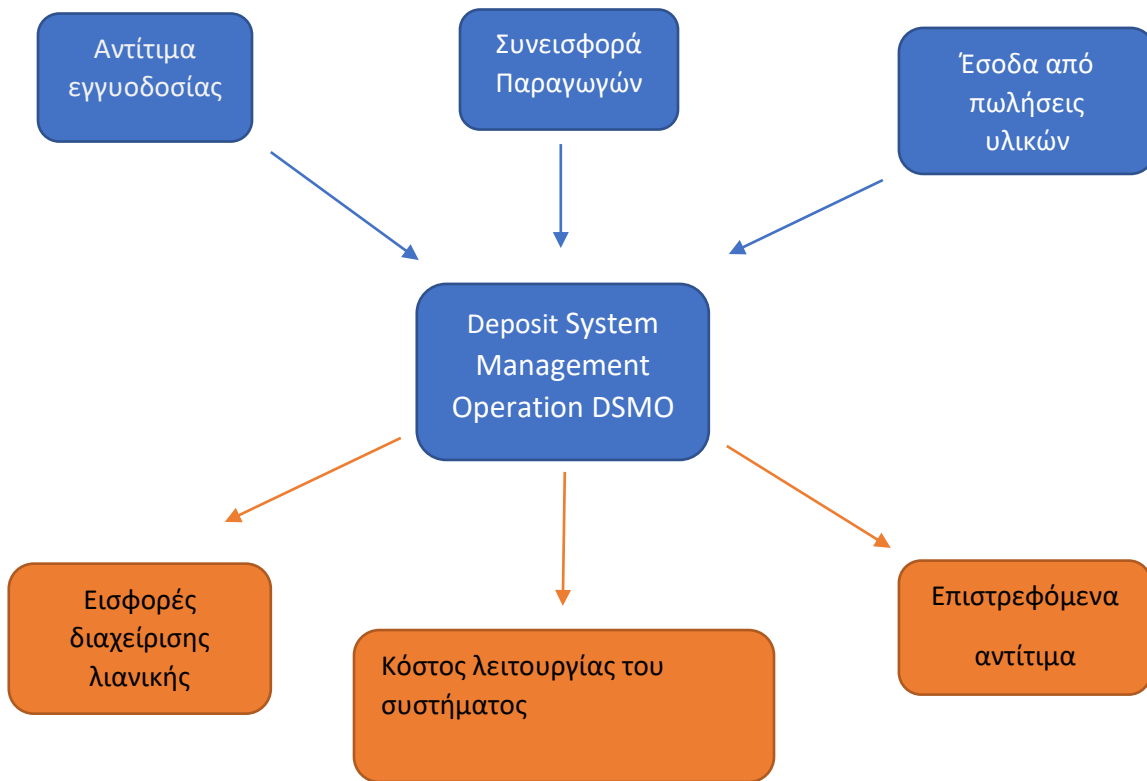 Αντίτιμα
εγγυοδοσίας
Συνεισφορά
Παραγωγών
Έσοδα από
πωλήσεις
υλικών
Deposit System
Management
Operation DSMO
Εισφορές
διαχείρισης
λιανικής
Κόστος λειτουργίας του
συστήματος
Επιστρεφόμενα
αντίτιμα